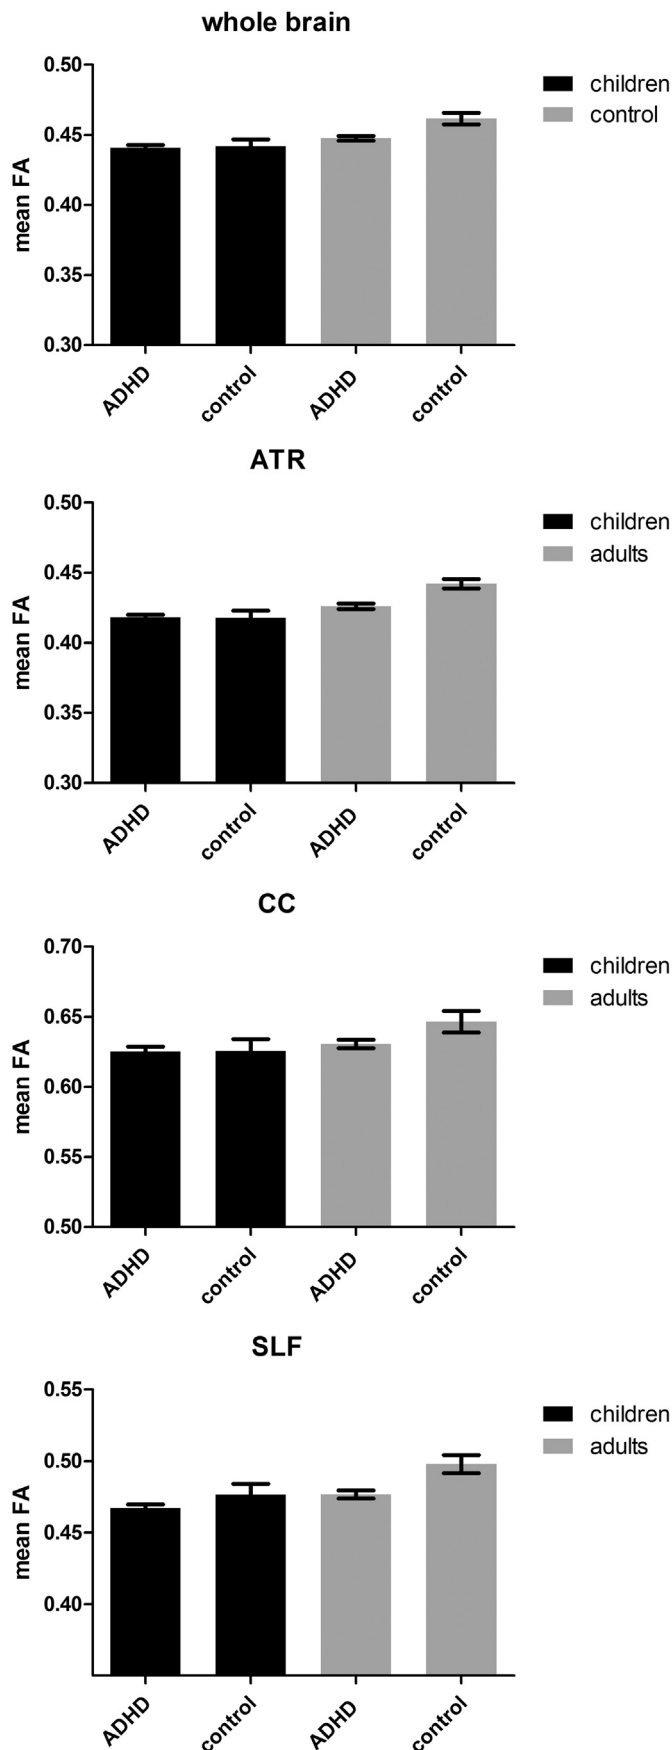 whole brain
0.50
0.45
0.40
0.35
0.30
mean FA
children
control
ADHD
control
ADHD
control
ATR
0.50
0.45
0.40
0.35
0.30
mean FA
children
adults
ADHD
control
ADHD
control
CC
0.70
0.65
0.60
0.55
0.50
mean FA
children
adults
ADHD
control
ADHD
control
SLF
0.55
0.50
0.45
0.40
mean FA
children
adults
ADHD
control
ADHD
control